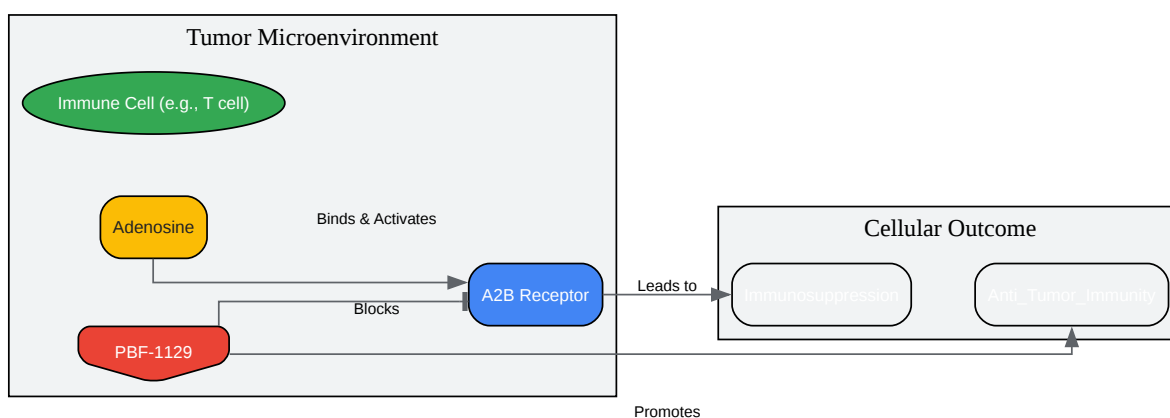 Tumor Microenvironment
Immune Cell (e.g., T cell)
Adenosine
Binds & Activates
Cellular Outcome
A2B Receptor
Leads to
Immunosuppression
Anti_Tumor_Immunity
Blocks
PBF-1129
Promotes